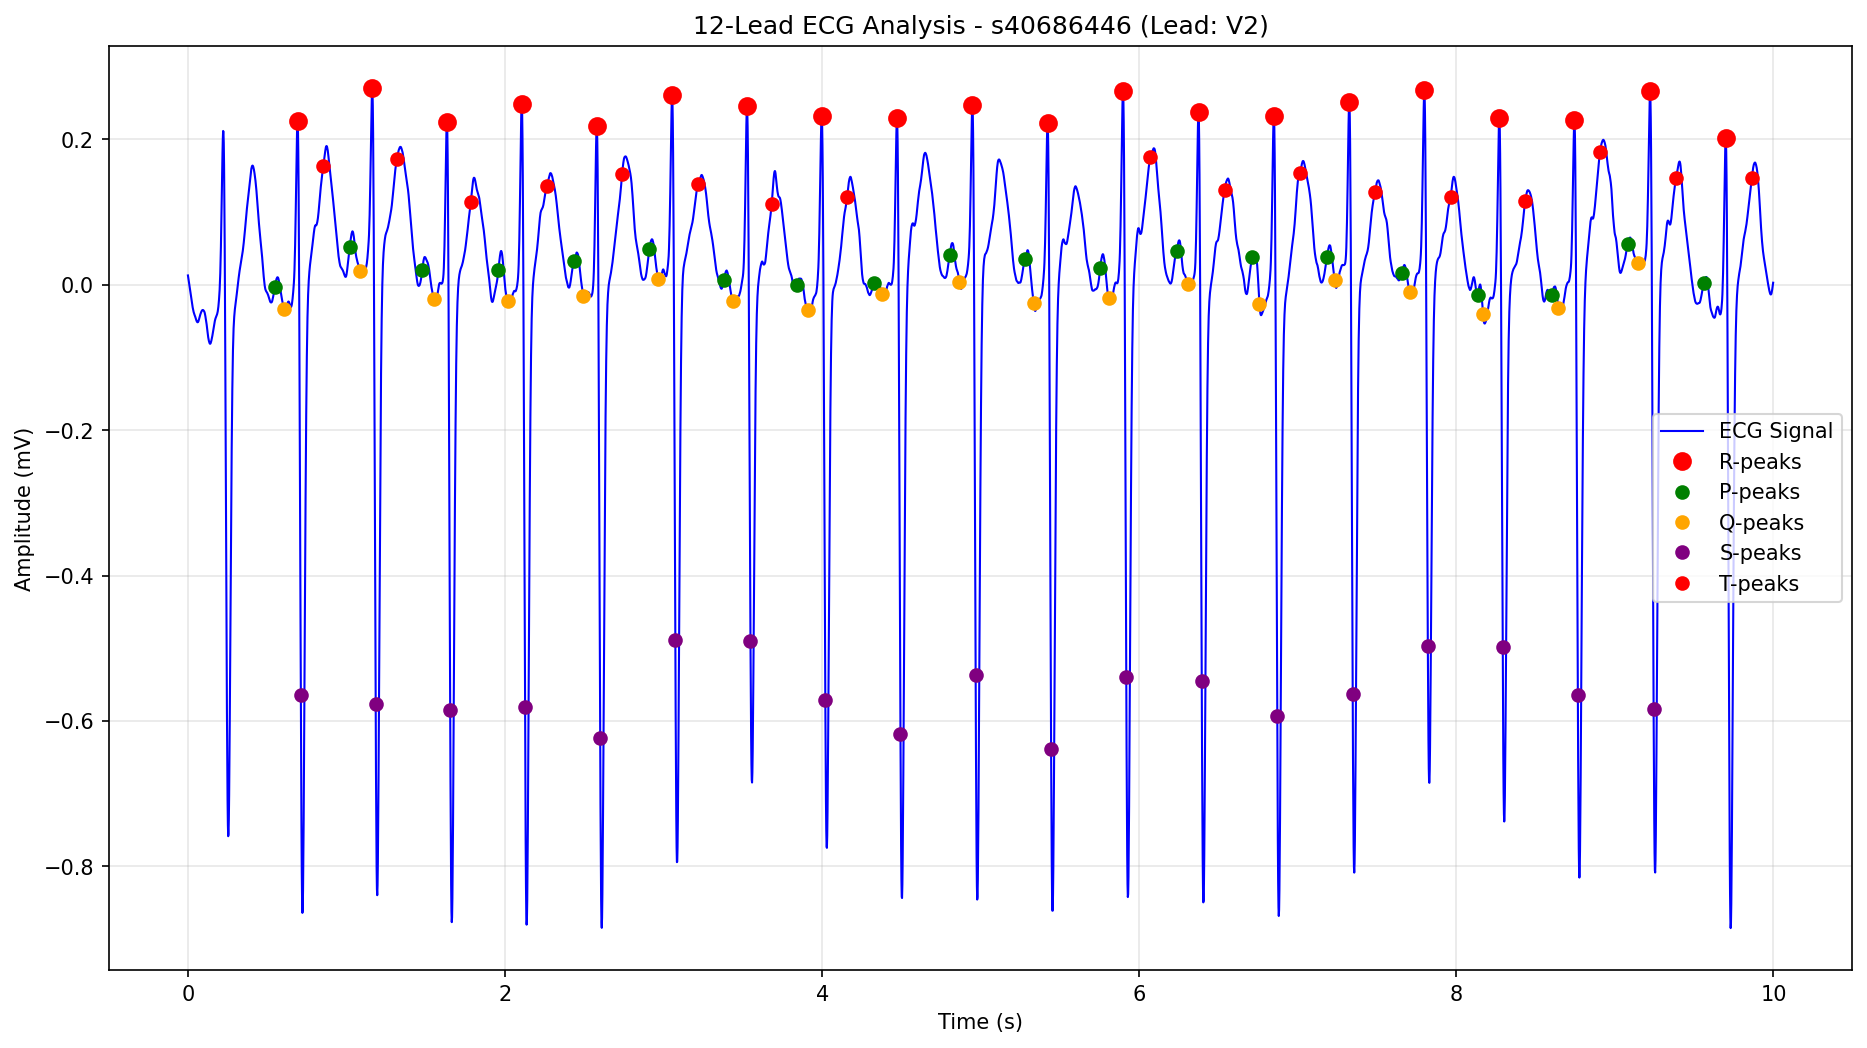 12-Lead ECG Analysis - s40686446 (Lead: V2)
Amplitude (mV)
0.2
0.0
−0.2
−0.4
−0.6
−0.8
ECG Signal
R-peaks
P-peaks
Q-peaks
S-peaks
T-peaks
0 2 4 6 8 10
Time (s)